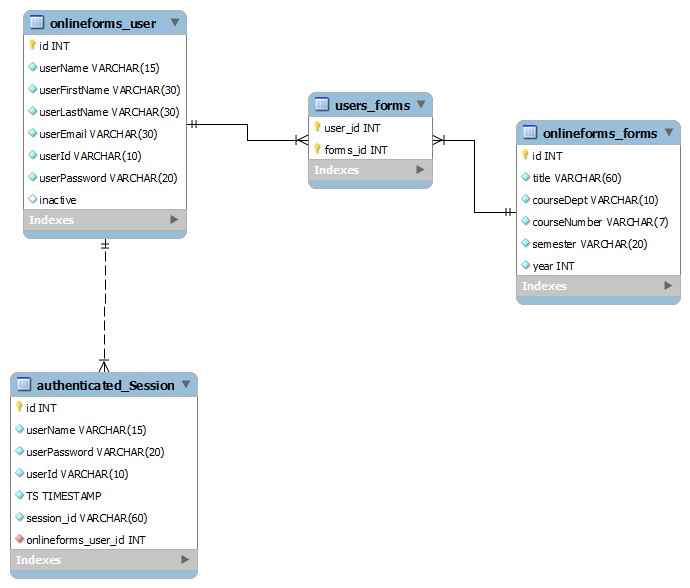 onlineforms_user
id INT
userName VARCHAR(15)
userFirstName VARCHAR(30)
userLastName VARCHAR(30)
userEmail VARCHAR(30)
userId VARCHAR(10)
userPassword VARCHAR(20)
inactive
Indexes
users_forms
user_id INT
forms_id INT
Indexes
onlineforms_forms
id INT
title VARCHAR(60)
courseDept VARCHAR(10)
courseNumber VARCHAR(7)
semester VARCHAR(20)
year INT
Indexes
authenticated_Session
id INT
userName VARCHAR(15)
userPassword VARCHAR(20)
userId VARCHAR(10)
TS TIMESTAMP
session_id VARCHAR(60)
onlineforms_user_id INT
Indexes